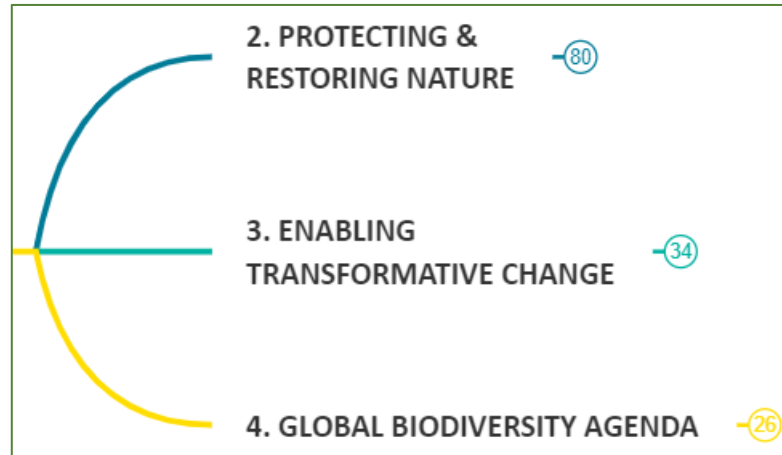 2. PROTECTING &
RESTORING NATURE
80
3. ENABLING
TRANSFORMATIVE CHANGE
34
4. GLOBAL BIODIVERSITY AGENDA
26